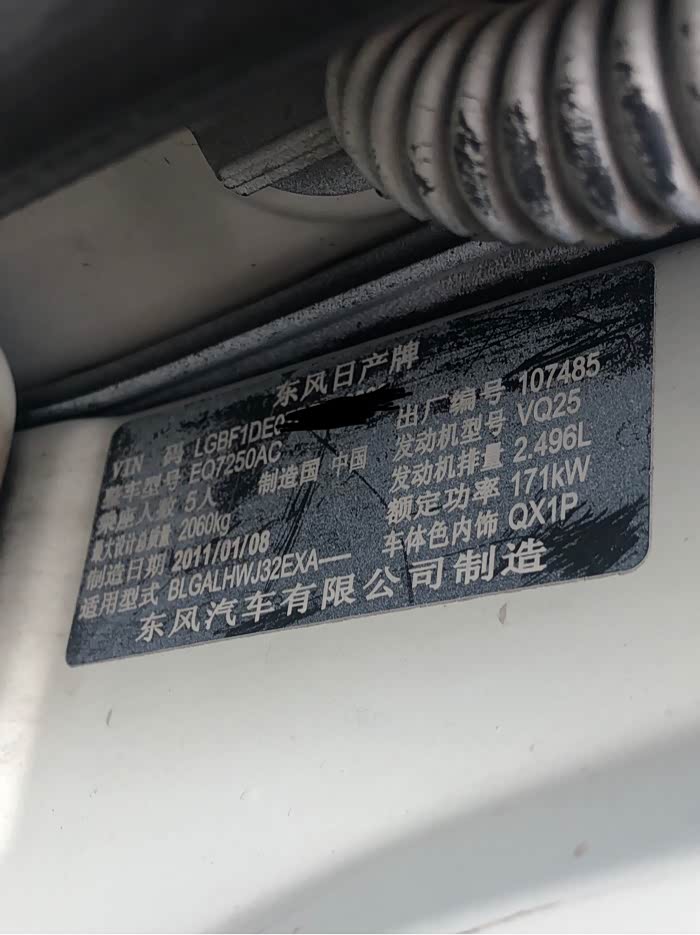 东风日产牌
VIN 码 LGBF1DE0 出厂编号 107485
整车型号 EQ7250AC 发动机型号 VQ25
乘座人数 5人 制造国 中国 发动机排量 2.496L
最大设计总质量 2060kg 额定功率 171kW
制造日期 2011/01/08 车体色内饰 QX1P
适用型式 BLGALHWJ32EXA—
东风汽车有限公司制造